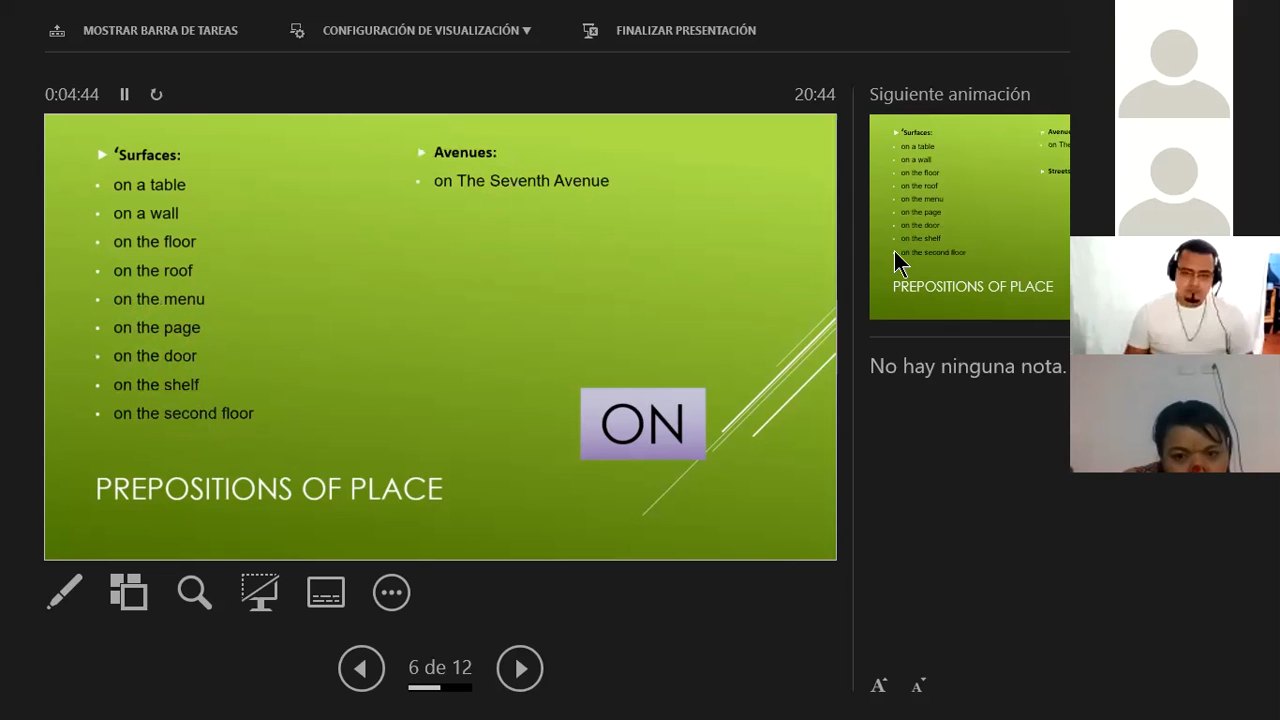 MOSTRAR BARRA DE TAREAS
CONFIGURACIÓN DE VISUALIZACIÓN ▼
FINALIZAR PRESENTACIÓN
0:04:44
20:44
‘Surfaces:
on a table
on a wall
on the floor
on the roof
on the menu
on the page
on the door
on the shelf
on the second floor
Avenues:
on The Seventh Avenue
ON
PREPOSITIONS OF PLACE
Siguiente animación
‘Surfaces:
on a table
on a wall
on the floor
on the roof
on the menu
on the page
on the door
on the shelf
on the second floor
Avenue
on The
Streets
PREPOSITIONS OF PLACE
No hay ninguna nota.
6 de 12
A A